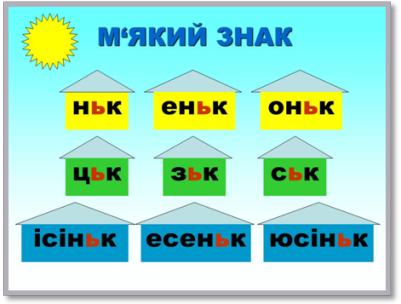 М‘ЯКИЙ ЗНАК
ньк еньк оньк
цьк зьк ськ
ісіньк есеньк юсіньк